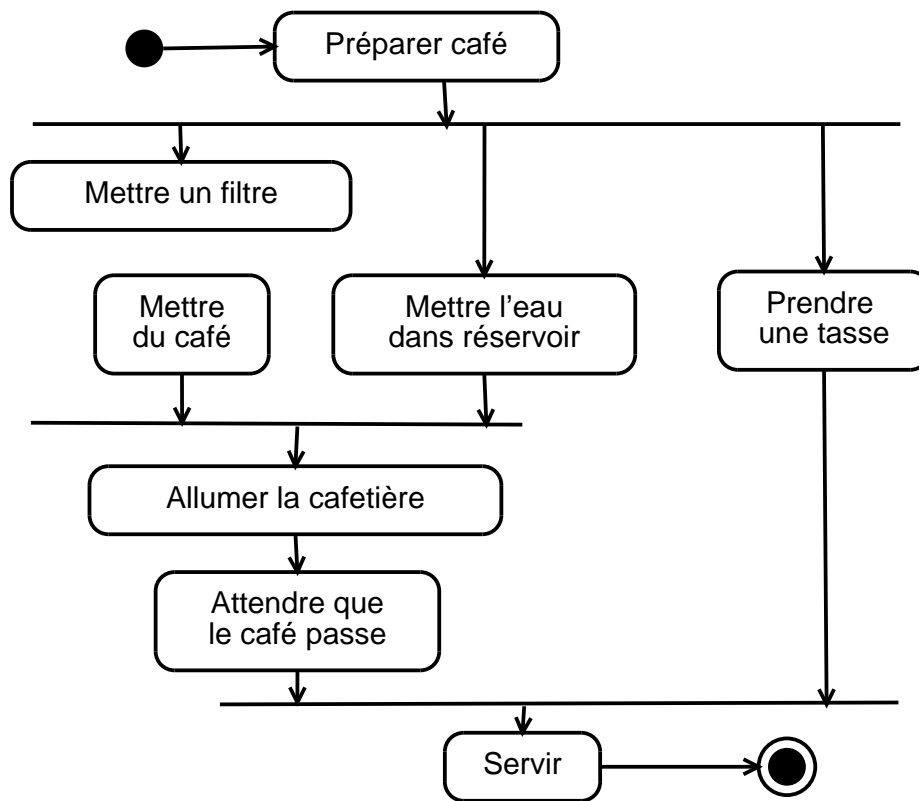 Préparer café
Mettre un filtre
Mettre
du café
Mettre l'eau
dans réservoir
Prendre
une tasse
Allumer la cafetière
Attendre que
le café passe
Servir